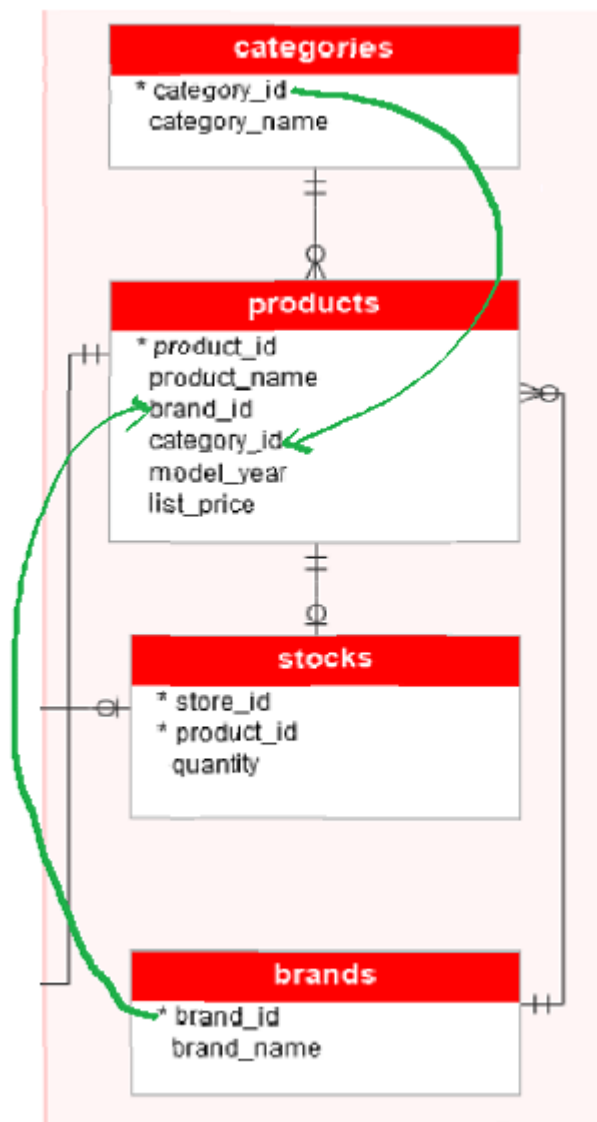 categories
* category_id
category_name
products
* product_id
product_name
brand_id
category_id
model_year
list_price
stocks
* store_id
* product_id
quantity
brands
* brand_id
brand_name